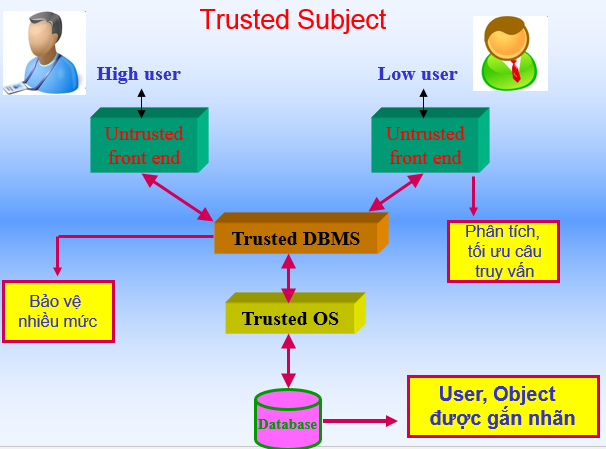 Trusted Subject
High user
Low user
Untrusted
front end
Untrusted
front end
Trusted DBMS
Phân tích,
tối ưu câu
truy vấn
Bảo vệ
nhiều mức
Trusted OS
Database
User, Object
được gắn nhãn